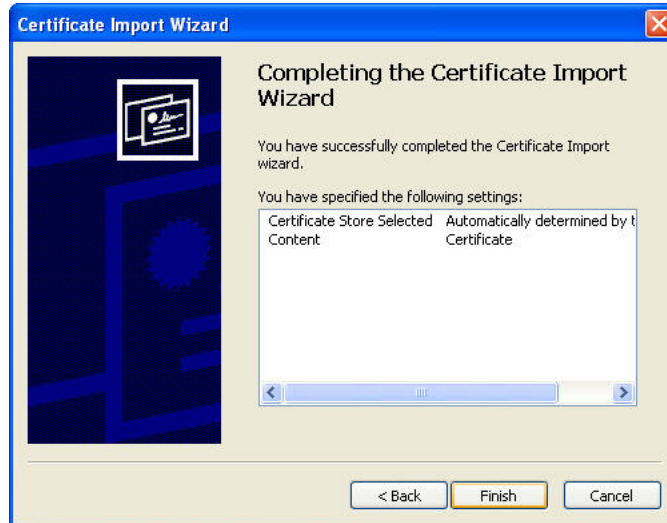 Certificate Import Wizard
Completing the Certificate Import
Wizard
You have successfully completed the Certificate Import
wizard.
You have specified the following settings:
Certificate Store Selected Automatically determined by t
Content Certificate
< Back Finish Cancel